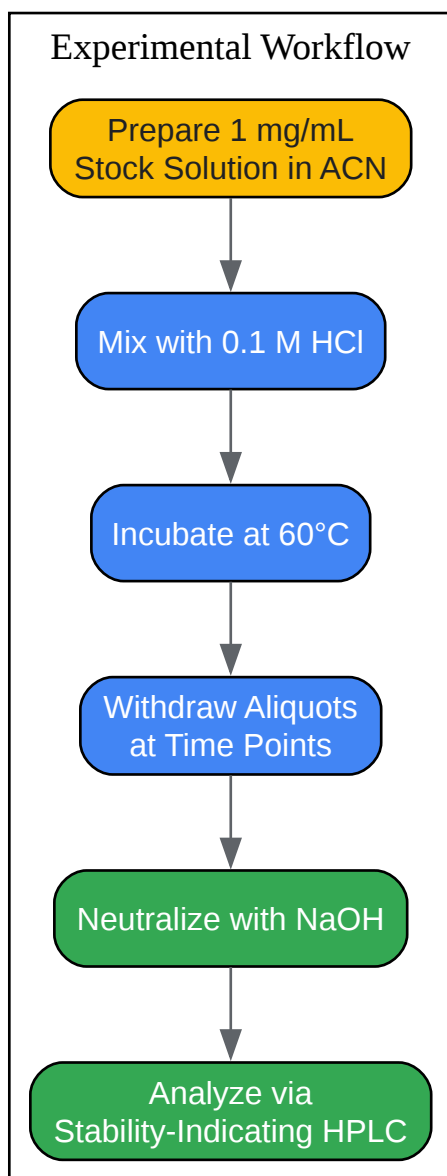 Experimental Workflow
Prepare 1 mg/mL
Stock Solution in ACN
Mix with 0.1 M HCl
Incubate at 60°C
Withdraw Aliquots
at Time Points
Neutralize with NaOH
Analyze via
Stability-Indicating HPLC